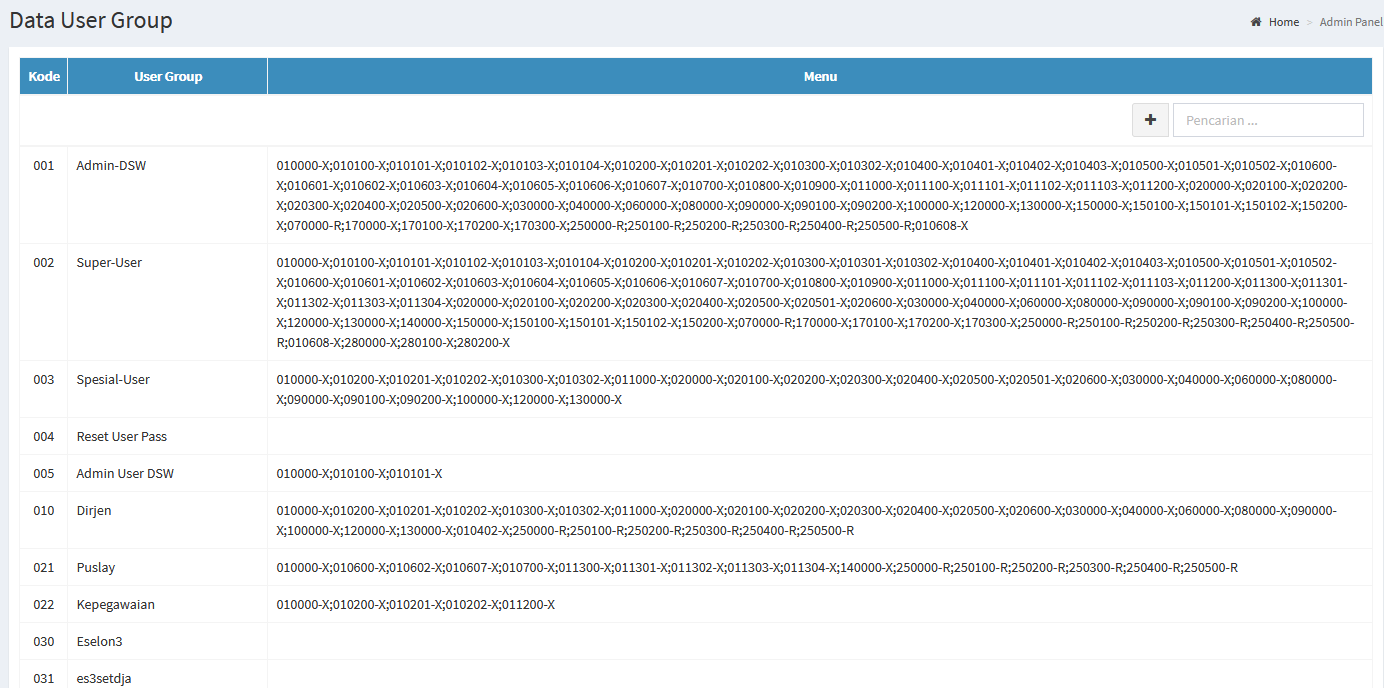 Data User Group
Home > Admin Panel
Kode User Group Menu
Pencarian ...
001 Admin-DSW 010000-X;010100-X;010101-X;010102-X;010103-X;010104-X;010200-X;010201-X;010202-X;010300-X;010302-X;010400-X;010401-X;010402-X;010403-X;010500-X;010501-X;010502-X;010600-
X;010601-X;010602-X;010603-X;010604-X;010605-X;010606-X;010607-X;010700-X;010800-X;010900-X;011000-X;011100-X;011101-X;011102-X;011103-X;011200-X;020000-X;020100-X;020200-
X;020300-X;020400-X;020500-X;020600-X;030000-X;040000-X;060000-X;080000-X;090000-X;090100-X;090200-X;100000-X;120000-X;130000-X;150000-X;150100-X;150101-X;150102-X;150200-
X;070000-R;170000-X;170100-X;170200-X;170300-X;250000-R;250100-R;250200-R;250300-R;250400-R;250500-R;010608-X
002 Super-User 010000-X;010100-X;010101-X;010102-X;010103-X;010104-X;010200-X;010201-X;010202-X;010300-X;010301-X;010302-X;010400-X;010401-X;010402-X;010403-X;010500-X;010501-X;010502-
X;010600-X;010601-X;010602-X;010603-X;010604-X;010605-X;010606-X;010607-X;010700-X;010800-X;010900-X;011000-X;011100-X;011101-X;011102-X;011103-X;011200-X;011300-X;011301-
X;011302-X;011303-X;011304-X;020000-X;020100-X;020200-X;020300-X;020400-X;020500-X;020501-X;020600-X;030000-X;040000-X;060000-X;080000-X;090000-X;090100-X;090200-X;100000-
X;120000-X;130000-X;140000-X;150000-X;150100-X;150101-X;150102-X;150200-X;070000-R;170000-X;170100-X;170200-X;170300-X;250000-R;250100-R;250200-R;250300-R;250400-R;250500-
R;010608-X;280000-X;280100-X;280200-X
003 Spesial-User 010000-X;010200-X;010201-X;010202-X;010300-X;010302-X;011000-X;020000-X;020100-X;020200-X;020300-X;020400-X;020500-X;020501-X;020600-X;030000-X;040000-X;060000-X;080000-
X;090000-X;090100-X;090200-X;100000-X;120000-X;130000-X
004 Reset User Pass
005 Admin User DSW 010000-X;010100-X;010101-X
010 Dirjen 010000-X;010200-X;010201-X;010202-X;010300-X;010302-X;011000-X;020000-X;020100-X;020200-X;020300-X;020400-X;020500-X;020600-X;030000-X;040000-X;060000-X;080000-X;090000-
X;100000-X;120000-X;130000-X;010402-X;250000-R;250100-R;250200-R;250300-R;250400-R;250500-R
021 Puslay 010000-X;010600-X;010602-X;010607-X;010700-X;011300-X;011301-X;011302-X;011303-X;011304-X;140000-X;250000-R;250100-R;250200-R;250300-R;250400-R;250500-R
022 Kepegawaian 010000-X;010200-X;010201-X;010202-X;011200-X
030 Eselon3
031 es3setdja